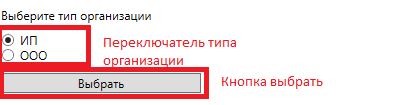 Выберите тип организации
ИП
ООО
Переключатель типа
организации
Выбрать
Кнопка выбрать